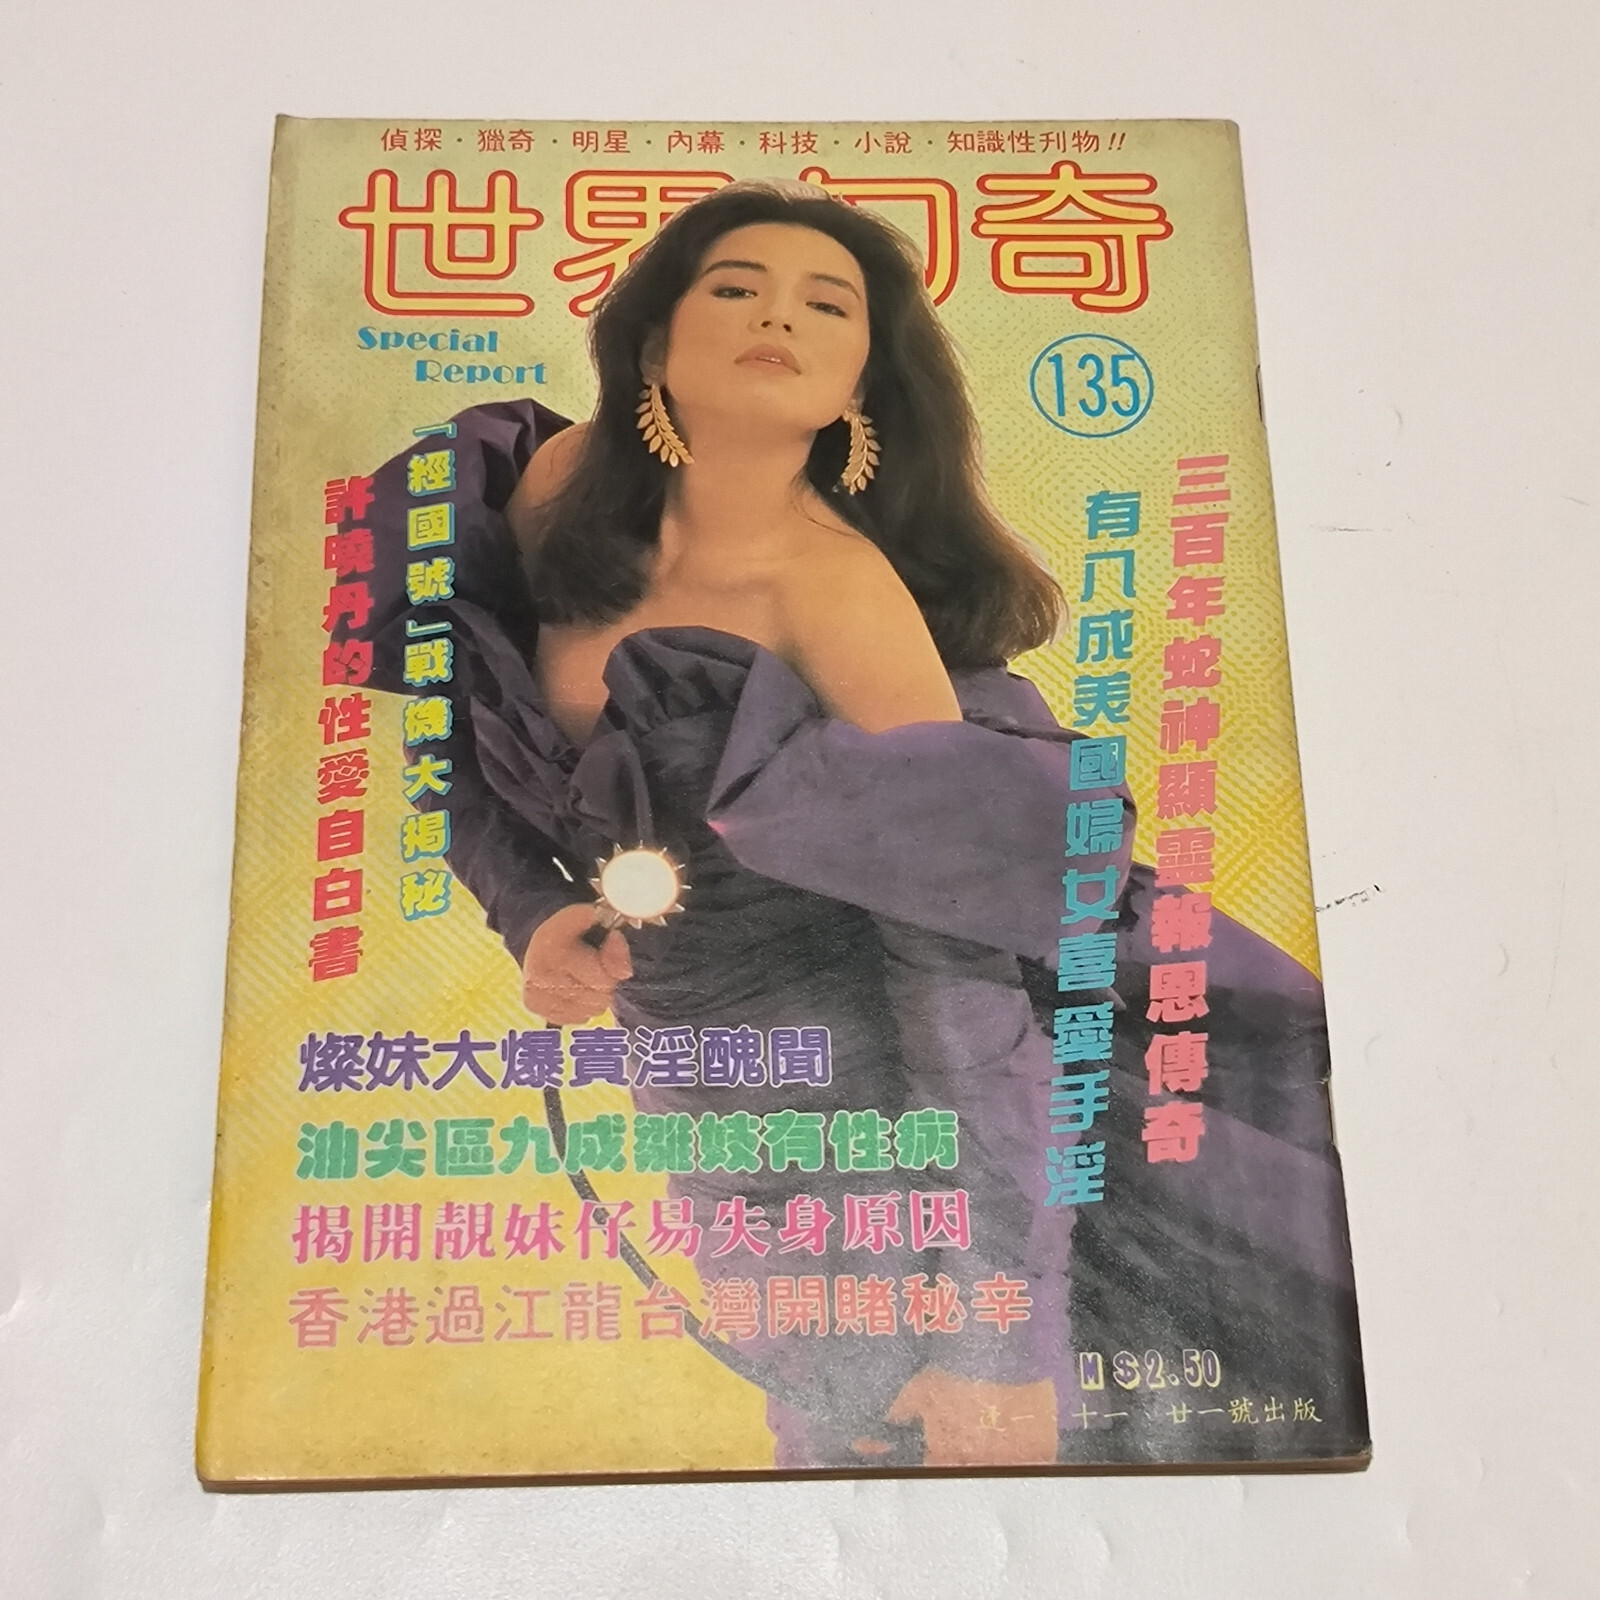 偵探・獵奇・明星・內幕・科技・小說・知識性刊物!!
世界幻奇
Special
Report
135
三百年蛇神顯靈報恩傳奇
有八成美國婦女喜愛手淫
「經國號」戰機大揭秘
許曉丹的性愛自白書
燦妹大爆賣淫醜聞
油尖區九成雞妓有性病
揭開靚妹仔易失身原因
香港過江龍台灣開賭秘辛
M $2.50
逢一、十一、廿一號出版